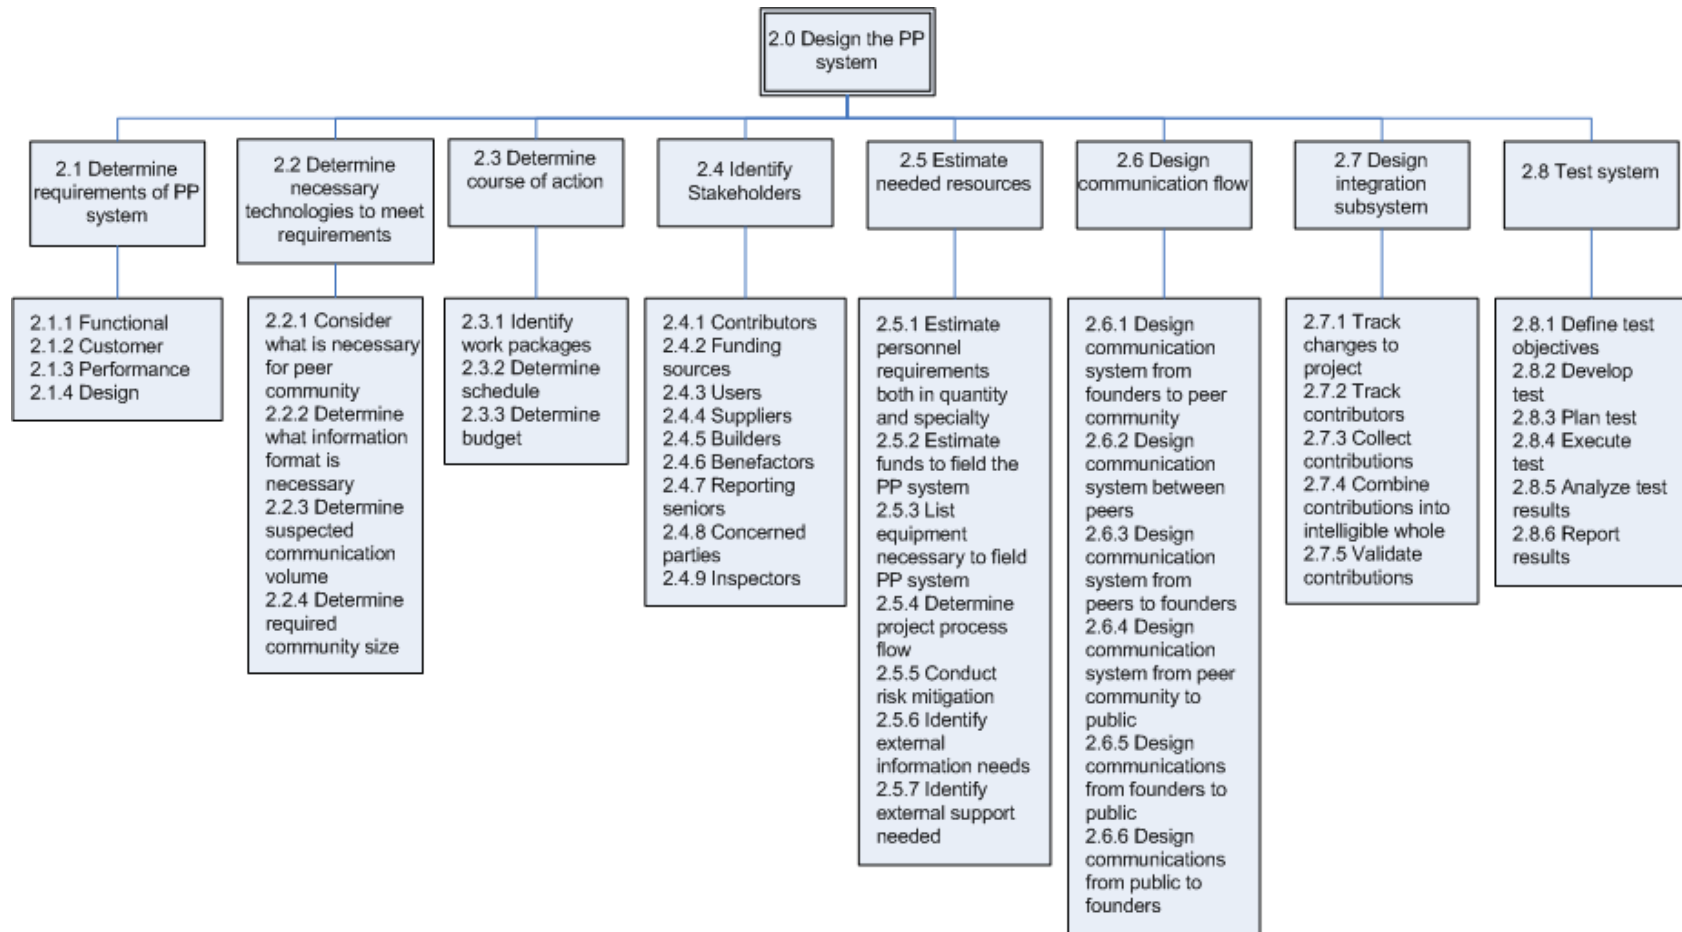 2.0 Design the PP
system
2.1 Determine
requirements of PP
system
2.2 Determine
necessary
technologies to meet
requirements
2.3 Determine
course of action
2.4 Identify
Stakeholders
2.5 Estimate
needed resources
2.6 Design
communication flow
2.7 Design
integration
subsystem
2.8 Test system
2.1.1 Functional
2.1.2 Customer
2.1.3 Performance
2.1.4 Design
2.2.1 Consider
what is necessary
for peer
community
2.2.2 Determine
what information
format is
necessary
2.2.3 Determine
suspected
communication
volume
2.2.4 Determine
required
community size
2.3.1 Identify
work packages
2.3.2 Determine
schedule
2.3.3 Determine
budget
2.4.1 Contributors
2.4.2 Funding
sources
2.4.3 Users
2.4.4 Suppliers
2.4.5 Builders
2.4.6 Benefactors
2.4.7 Reporting
seniors
2.4.8 Concerned
parties
2.4.9 Inspectors
2.5.1 Estimate
personnel
requirements
both in quantity
and specialty
2.5.2 Estimate
funds to field the
PP system
2.5.3 List
equipment
necessary to field
PP system
2.5.4 Determine
project process
flow
2.5.5 Conduct
risk mitigation
2.5.6 Identify
external
information needs
2.5.7 Identify
external support
needed
2.6.1 Design
communication
system from
founders to peer
community
2.6.2 Design
communication
system between
peers
2.6.3 Design
communication
system from
peers to founders
2.6.4 Design
communication
system from peer
community to
public
2.6.5 Design
communications
from founders to
public
2.6.6 Design
communications
from public to
founders
2.7.1 Track
changes to
project
2.7.2 Track
contributors
2.7.3 Collect
contributions
2.7.4 Combine
contributions into
intelligible whole
2.7.5 Validate
contributions
2.8.1 Define test
objectives
2.8.2 Develop
test
2.8.3 Plan test
2.8.4 Execute
test
2.8.5 Analyze test
results
2.8.6 Report
results